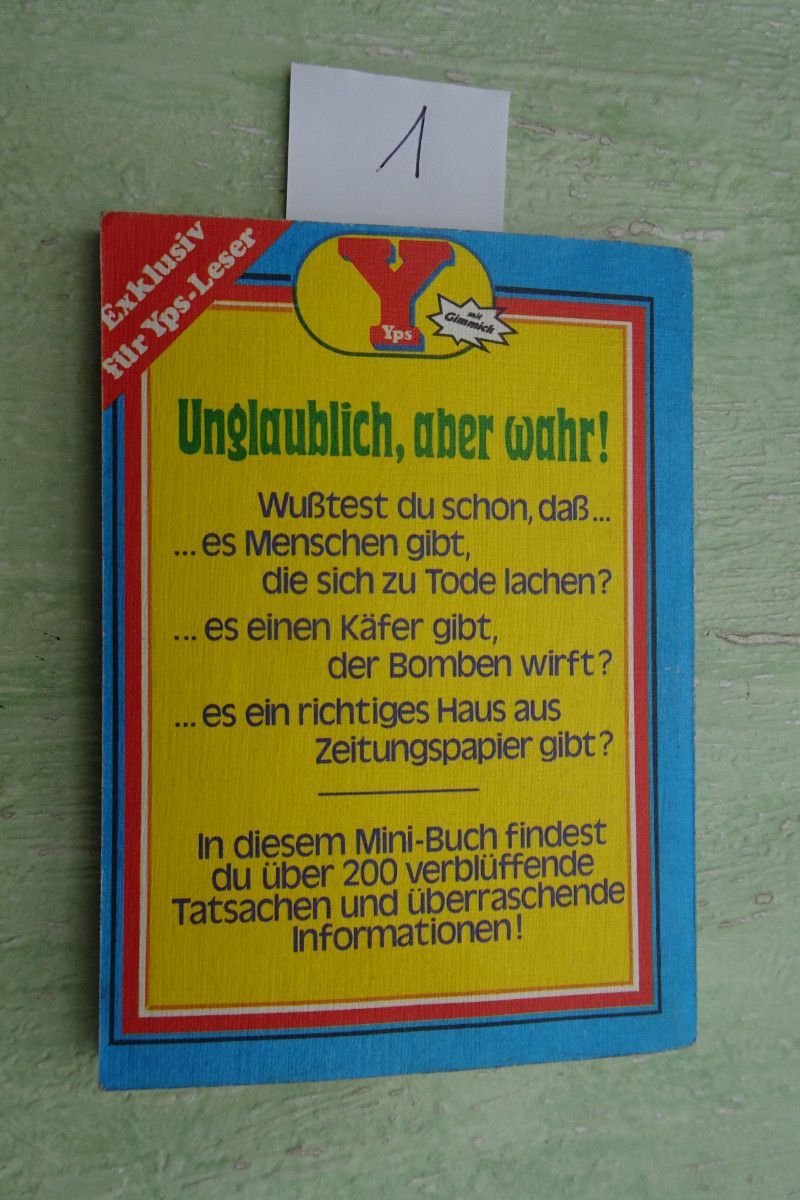 1
Exklusiv
für Yps-Leser
Y
Yps
mit
Gimmick
Unglaublich, aber wahr!
Wußtest du schon, daß...
... es Menschen gibt,
die sich zu Tode lachen?
... es einen Käfer gibt,
der Bomben wirft?
... es ein richtiges Haus aus
Zeitungspapier gibt?
In diesem Mini-Buch findest
du über 200 verblüffende
Tatsachen und überraschende
Informationen!